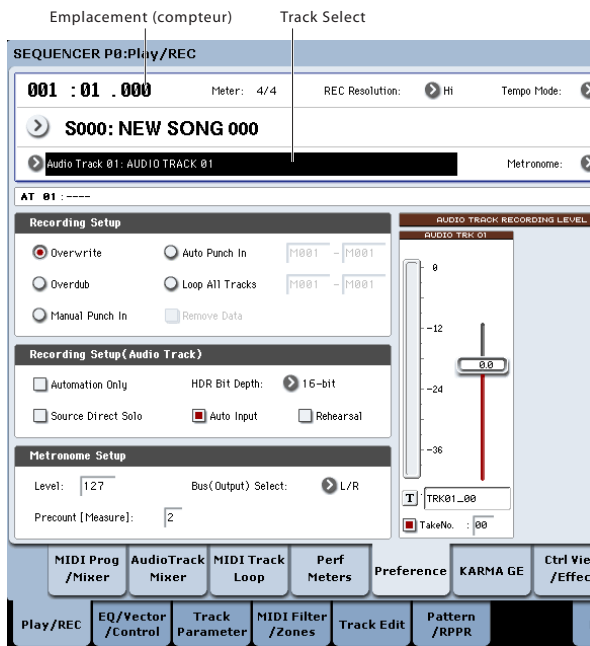 Emplacement (compteur) Track Select
SEQUENCER P0:Play/REC
001 :01 .000 Meter: 4/4 REC Resolution: Hi Tempo Mode:
S000: NEW SONG 000
Audio Track 01: AUDIO TRACK 01 Metronome:
AT 01 :----
Recording Setup
Overwrite Auto Punch In M001 - M001
Overdub Loop All Tracks M001 - M001
Manual Punch In Remove Data
Recording Setup(Audio Track)
Automation Only HDR Bit Depth: 16-bit
Source Direct Solo Auto Input Rehearsal
Metronome Setup
Level: 127 Bus(Output) Select: L/R
Precount [Measure]: 2
AUDIO TRACK RECORDING LEVEL
AUDIO TRK 01
0
-12
0.0
-24
-36
T TRK01_00
TakeNo. : 00
MIDI Prog
/Mixer
AudioTrack
Mixer
MIDI Track
Loop
Perf
Meters
Preference
KARMA GE
Ctrl Vie
/Effec
Play/REC
EQ/Vector
/Control
Track
Parameter
MIDI Filter
/Zones
Track Edit
Pattern
/RPPR